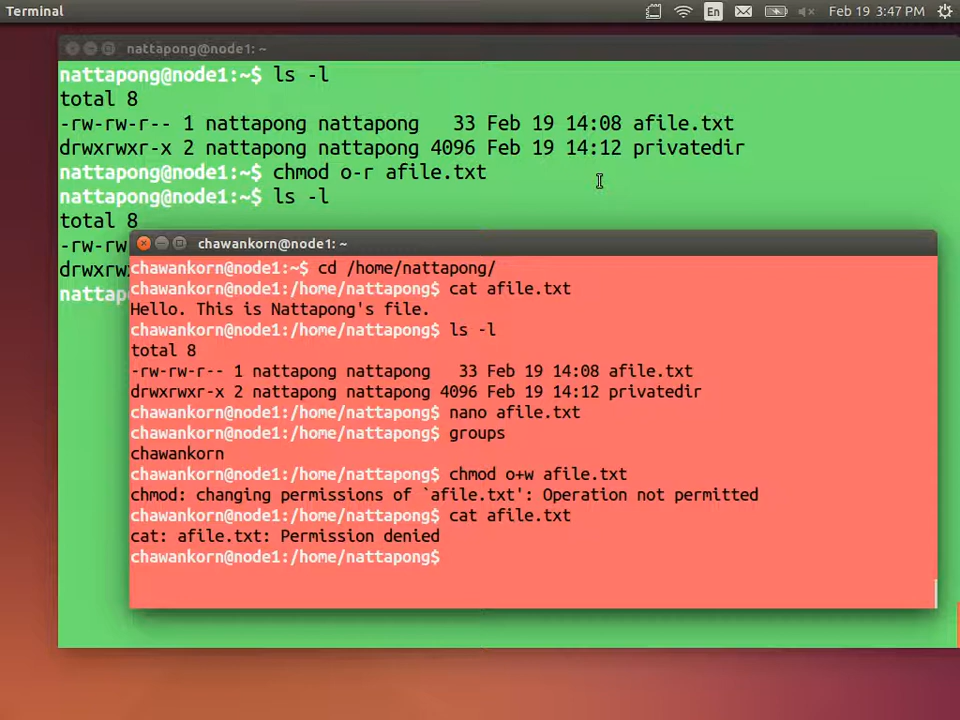 Terminal
En
Feb 19 3:47 PM
nattapong@node1: ~
nattapong@node1:~$ ls -l
total 8
-rw-rw-r-- 1 nattapong nattapong   33 Feb 19 14:08 afile.txt
drwxrwxr-x 2 nattapong nattapong 4096 Feb 19 14:12 privatedir
nattapong@node1:~$ chmod o-r afile.txt
nattapong@node1:~$ ls -l
total 8
-rw-rw
drwxrwx
nattap
chawankorn@node1: ~
chawankorn@node1:~$ cd /home/nattapong/
chawankorn@node1:/home/nattapong$ cat afile.txt
Hello. This is Nattapong's file.
chawankorn@node1:/home/nattapong$ ls -l
total 8
-rw-rw-r-- 1 nattapong nattapong   33 Feb 19 14:08 afile.txt
drwxrwxr-x 2 nattapong nattapong 4096 Feb 19 14:12 privatedir
chawankorn@node1:/home/nattapong$ nano afile.txt
chawankorn@node1:/home/nattapong$ groups
chawankorn
chawankorn@node1:/home/nattapong$ chmod o+w afile.txt
chmod: changing permissions of `afile.txt': Operation not permitted
chawankorn@node1:/home/nattapong$ cat afile.txt
cat: afile.txt: Permission denied
chawankorn@node1:/home/nattapong$